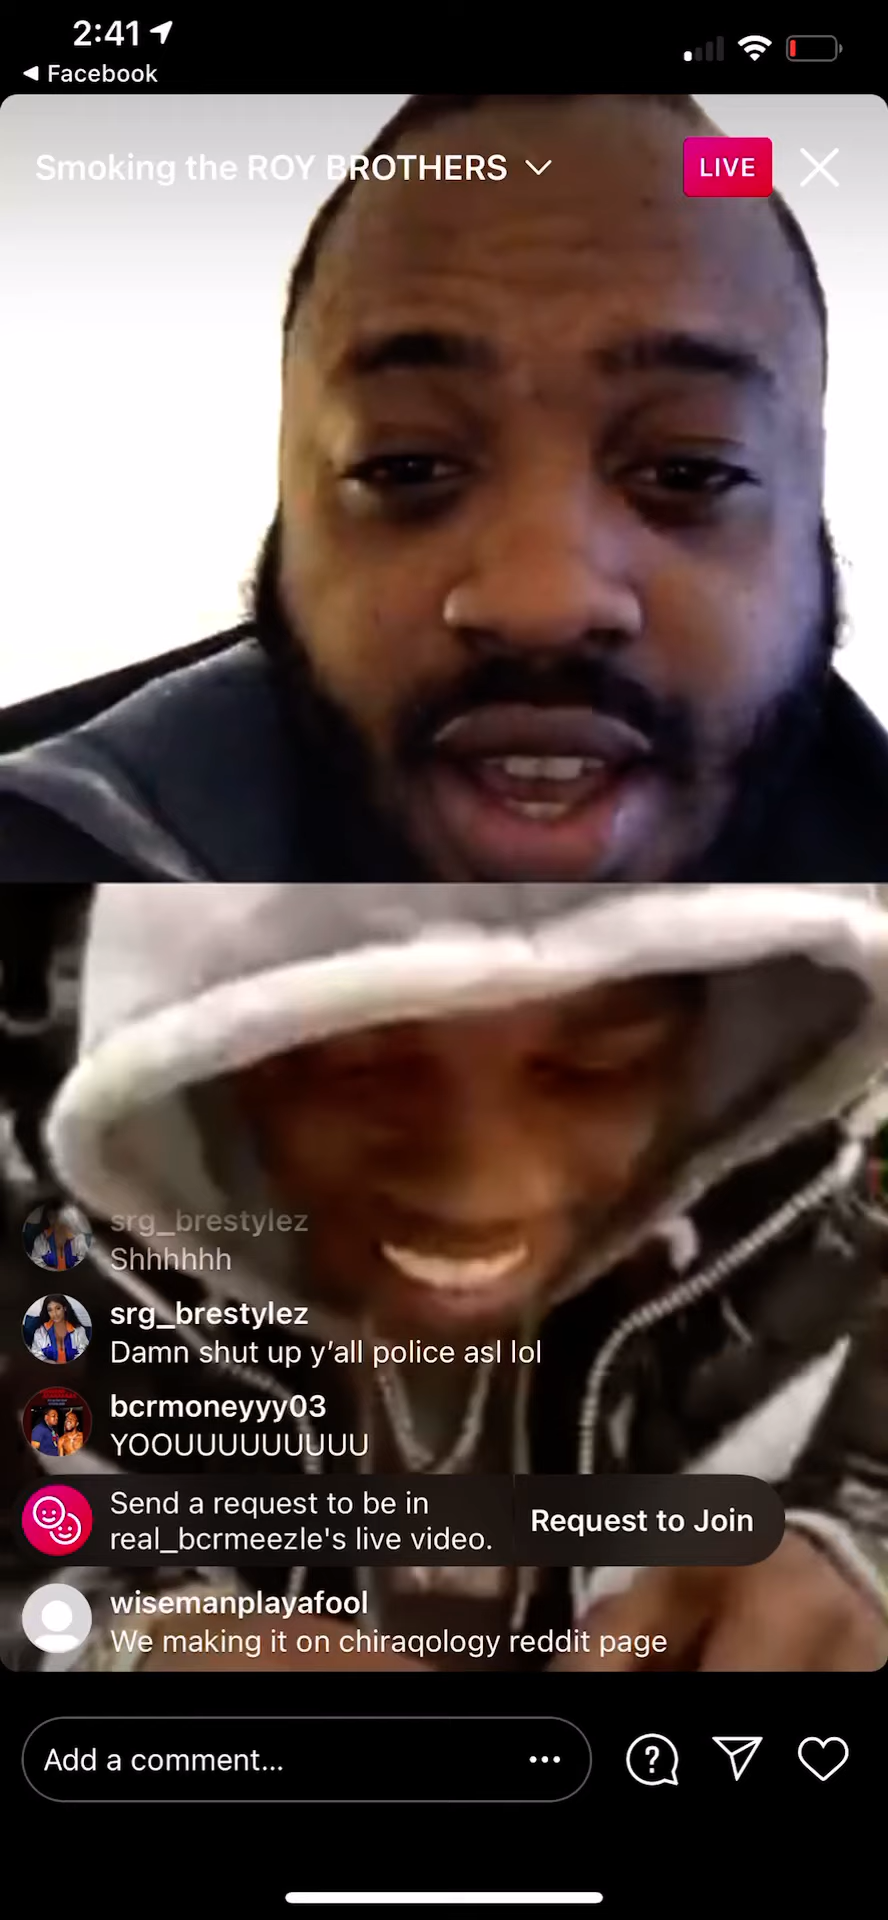 2:41
◀ Facebook
Smoking the ROY BROTHERS
LIVE
srg_brestylez
Shhhhhh
srg_brestylez
Damn shut up y'all police asl lol
bcrmoneyyy03
YOOUUUUUUUUUU
Send a request to be in
real_bcrmeezle's live video.
Request to Join
wisemanplayafool
We making it on chiraqology reddit page
Add a comment...